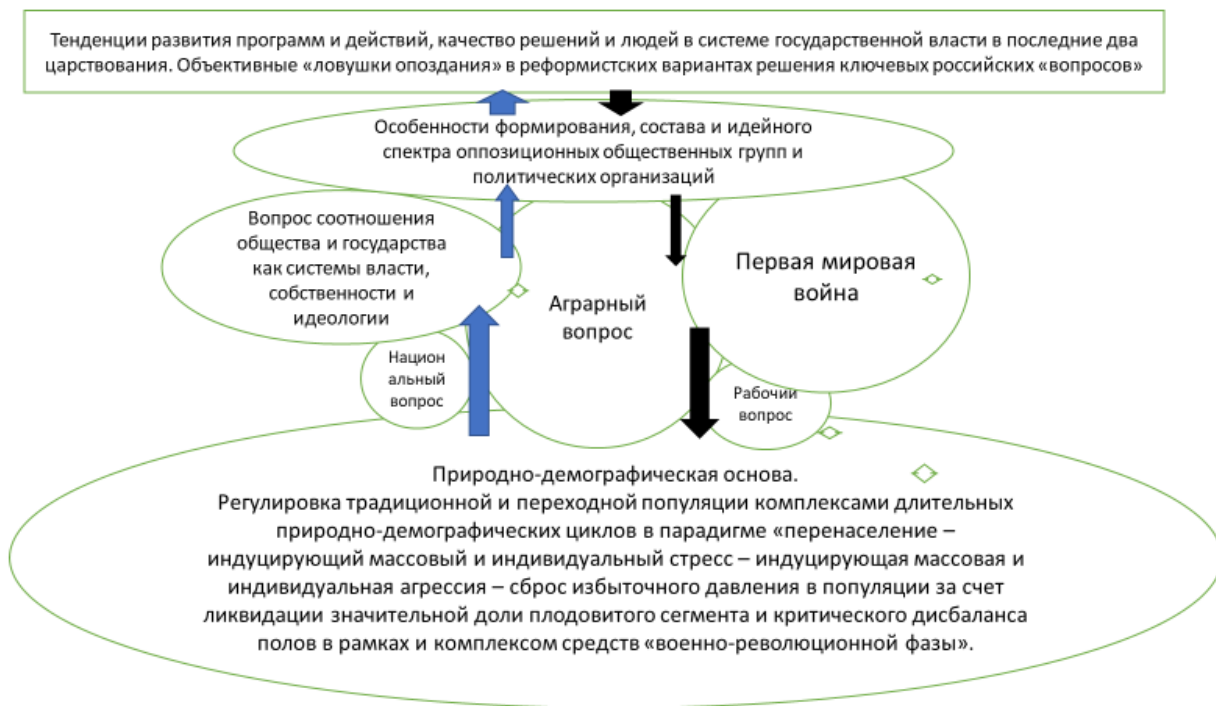 Тенденции развития программ и действий, качество решений и людей в системе государственной власти в последние два
царствования. Объективные «ловушки опоздания» в реформистских вариантах решения ключевых российских «вопросов»
Особенности формирования, состава и идейного
спектра оппозиционных общественных групп и
политических организаций
Вопрос соотношения
общества и государства
как системы власти,
собственности и
идеологии
Аграрный
вопрос
Первая мировая
война
Национ
альный
вопрос
Рабочий
вопрос
Природно-демографическая основа.
Регулировка традиционной и переходной популяции комплексами длительных
природно-демографических циклов в парадигме «перенаселение –
индуцирующий массовый и индивидуальный стресс – индуцирующая массовая и
индивидуальная агрессия – сброс избыточного давления в популяции за счет
ликвидации значительной доли плодовитого сегмента и критического дисбаланса
полов в рамках и комплексом средств «военно-революционной фазы».